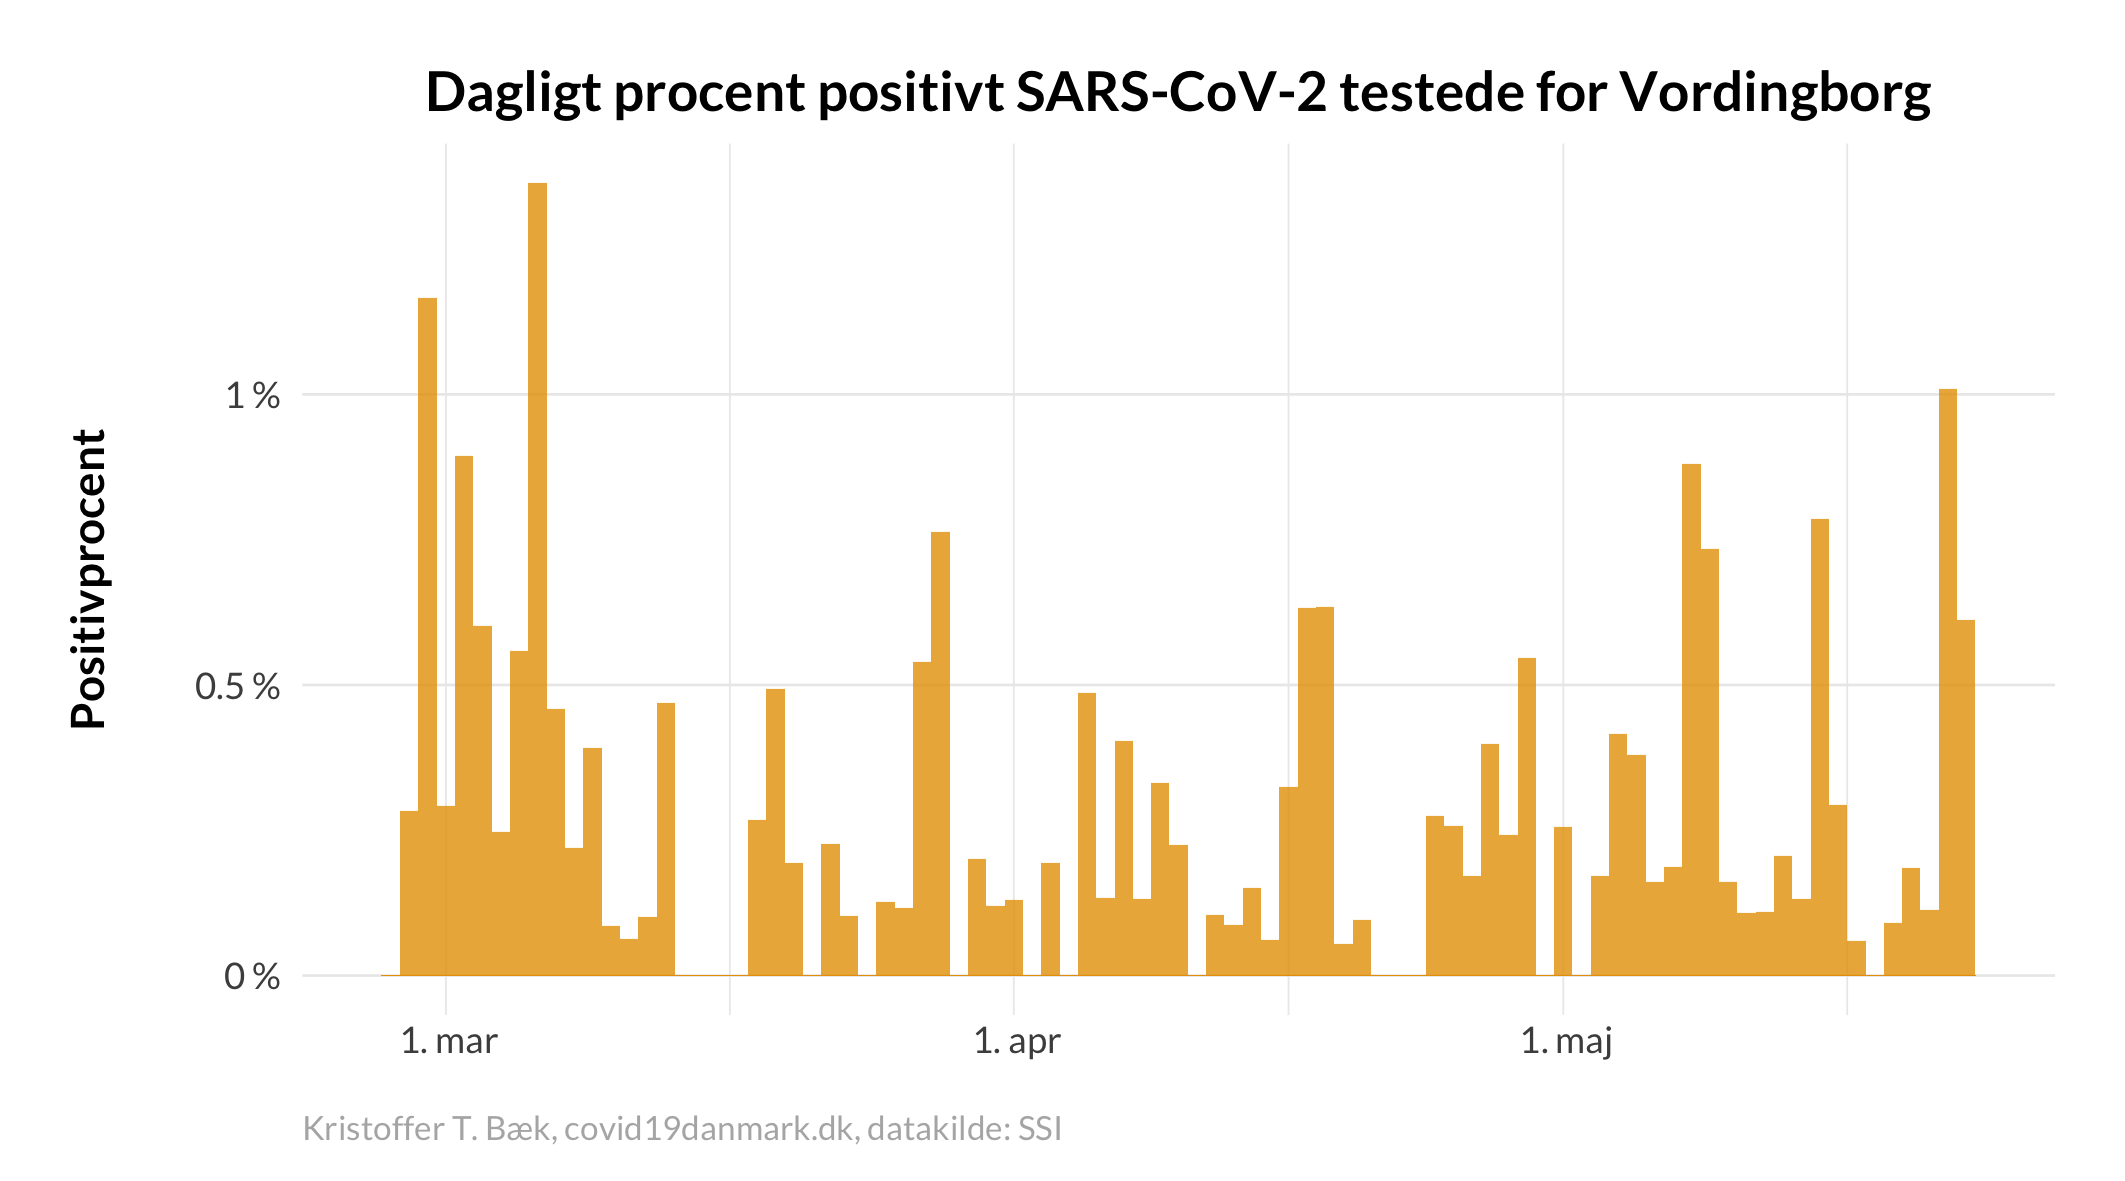 Dagligt procent positivt SARS-CoV-2 testede for Vordingborg
Positivprocent
1 %
0.5 %
0 %
1. mar
1. apr
1. maj
Kristoffer T. Bæk, covid19danmark.dk, datakilde: SSI